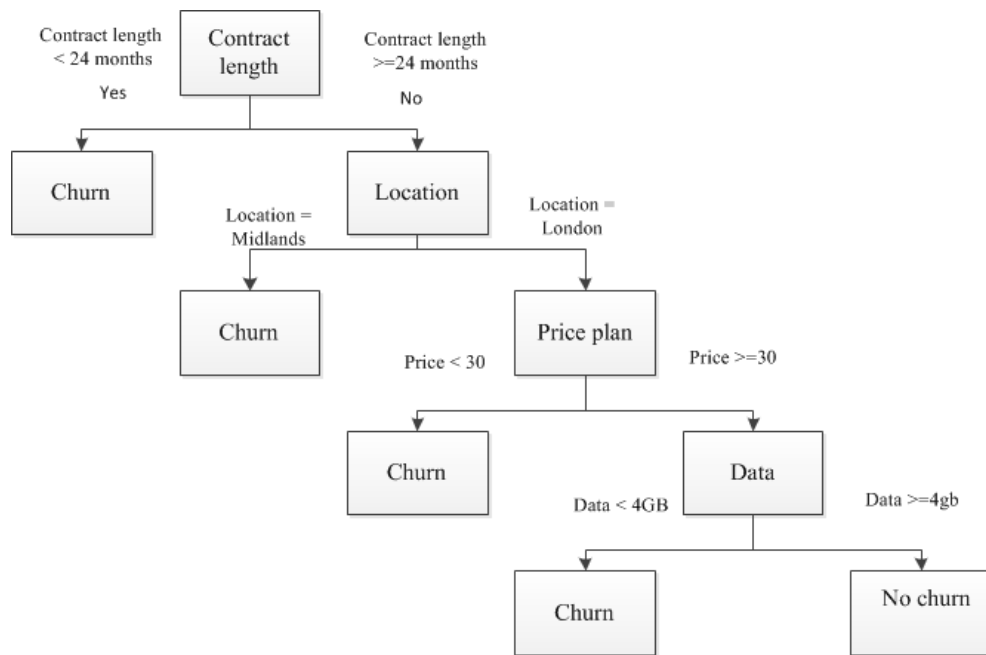 Contract length
< 24 months
Yes
Contract
length
Contract length
>=24 months
No
Churn
Location
Location =
Midlands
Location =
London
Churn
Price plan
Price < 30
Price >=30
Churn
Data
Data < 4GB
Data >=4gb
Churn
No churn